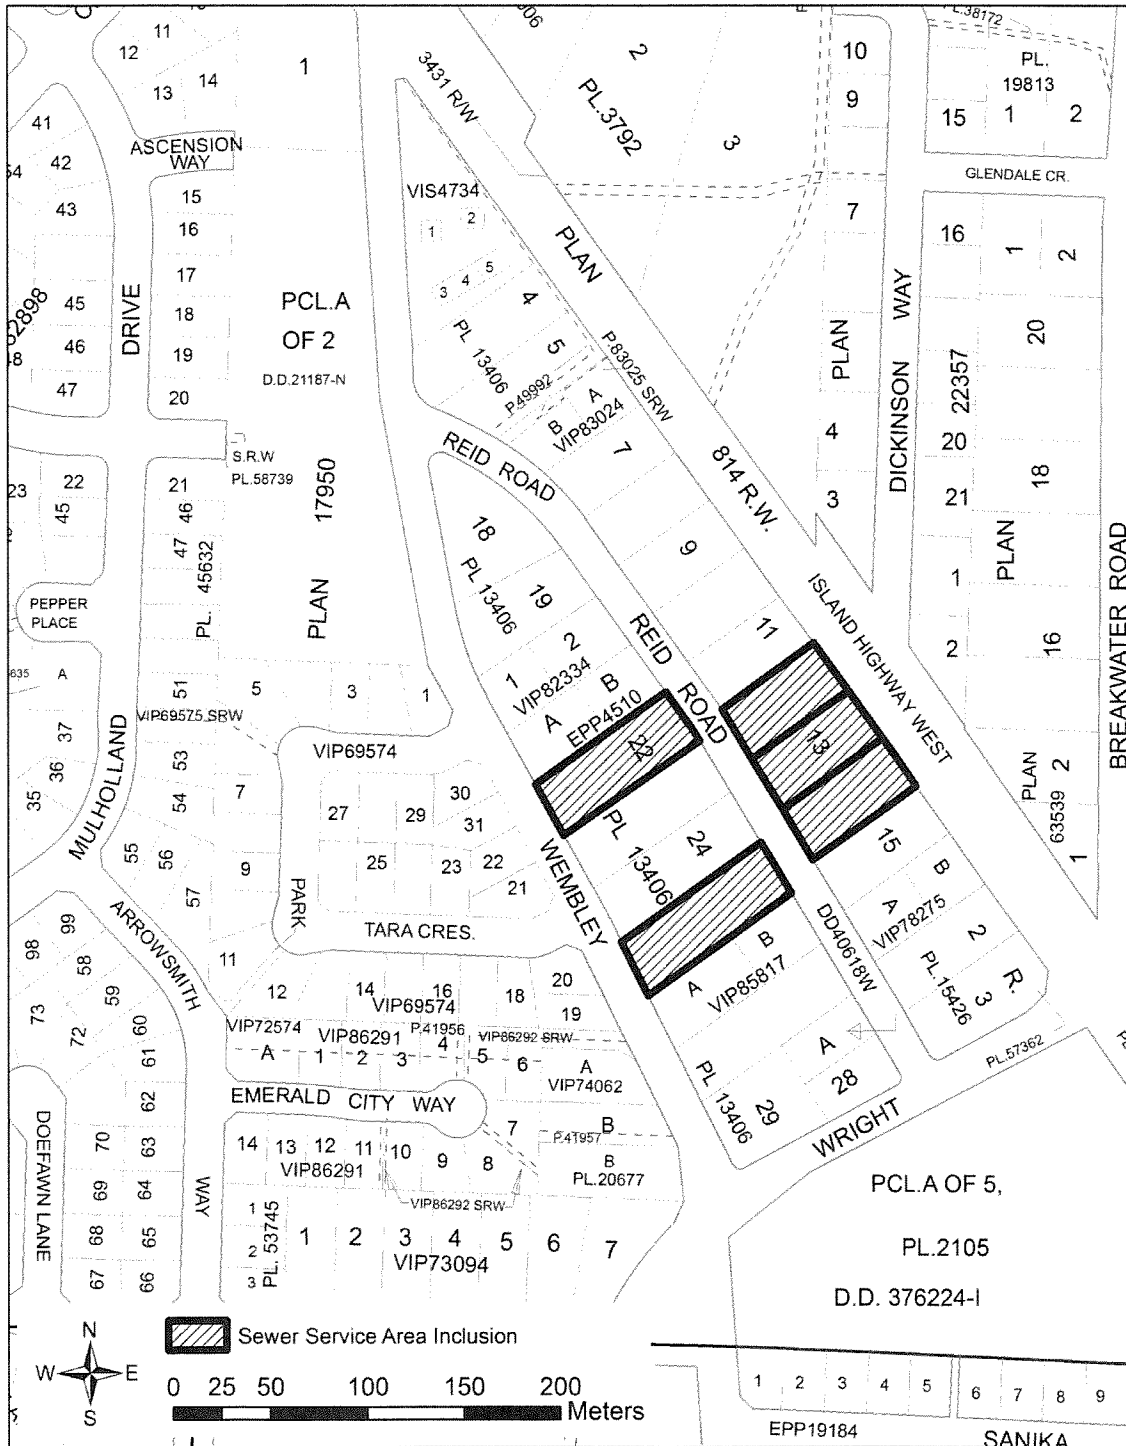 11
12
13
14
1
41
42
43
ASCENSION
WAY
15
16
17
18
19
20
DRIVE
45
46
47
PCL.A
OF 2
D.D.21187-N
S.R.W
PL.58739
PLAN 17950
3431 R/W
VIS4734
1
2
3
4
5
4
5
PL 13406
P.49992
P.83025 SRW
A
B
VIP83024
7
2
PL.3792
3
PLAN
814 R.W.
10
9
7
PLAN
4
3
PL.38172
PL.
19813
15
1
2
GLENDALE CR.
DICKINSON WAY
16
1
2
20
22357
20
21
18
PLAN
1
2
16
BREAKWATER ROAD
PLAN
63539
2
1
ISLAND HIGHWAY WEST
REID ROAD
18
PL 13406
19
2
1
VIP82334
B
A
EPP4510
22
REID ROAD
9
11
13
15
B
A
VIP78275
2
3
PL.15426
R.
DD40618W
PL.57362
24
PL 13406
WEMBLEY
B
A
VIP85817
A
28
29
PL 13406
WRIGHT
23
22
45
21
46
47
PL. 45632
PEPPER
PLACE
635
A
37
36
35
51
VIP69575 SRW
53
54
55
56
57
MULHOLLAND
5
3
1
VIP69574
7
9
11
27
29
30
31
25
23
22
21
PARK
TARA CRES.
ARROWSMITH
WAY
98
99
58
59
73
72
60
61
62
63
64
65
66
70
69
68
67
DOEFAWN LANE
12
14
16
18
20
19
VIP69574
VIP72574
VIP86291
P.41956
VIP86292 SRW
A
1
2
3
4
5
6
7
A
VIP74062
B
P.41957
B
PL.20677
EMERALD CITY WAY
14
13
12
11
10
9
8
VIP86291
VIP86292 SRW
1
2
3
PL. 53745
1
2
3
4
5
6
7
VIP73094
PCL.A OF 5,
PL.2105
D.D. 376224-I
Sewer Service Area Inclusion
N
W
E
S
0 25 50 100 150 200
Meters
1
2
3
4
5
6
7
8
9
EPP19184
SANIKA